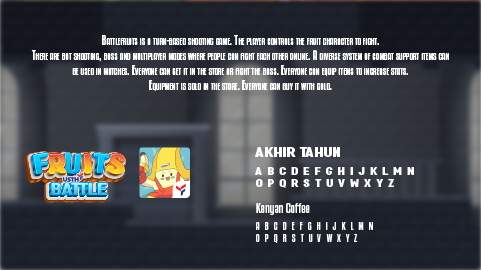 Battlefruits is a turn-based shooting game. The player controls the fruit character to fight.
There are bot shooting, boss and multiplayer modes where people can fight each other online. A diverse system of combat support items can
be used in matches. Everyone can get it in the store or fight the boss. Everyone can equip items to increase stats.
Equipment is sold in the store. Everyone can buy it with gold.
FRUITS
USTH
BATTLE
AKHIR TAHUN
A B C D E F G H I J K L M N
O P Q R S T U V W X Y Z
Kenyan Coffee
A B C D E F G H I J K L M N
O P Q R S T U V W X Y Z